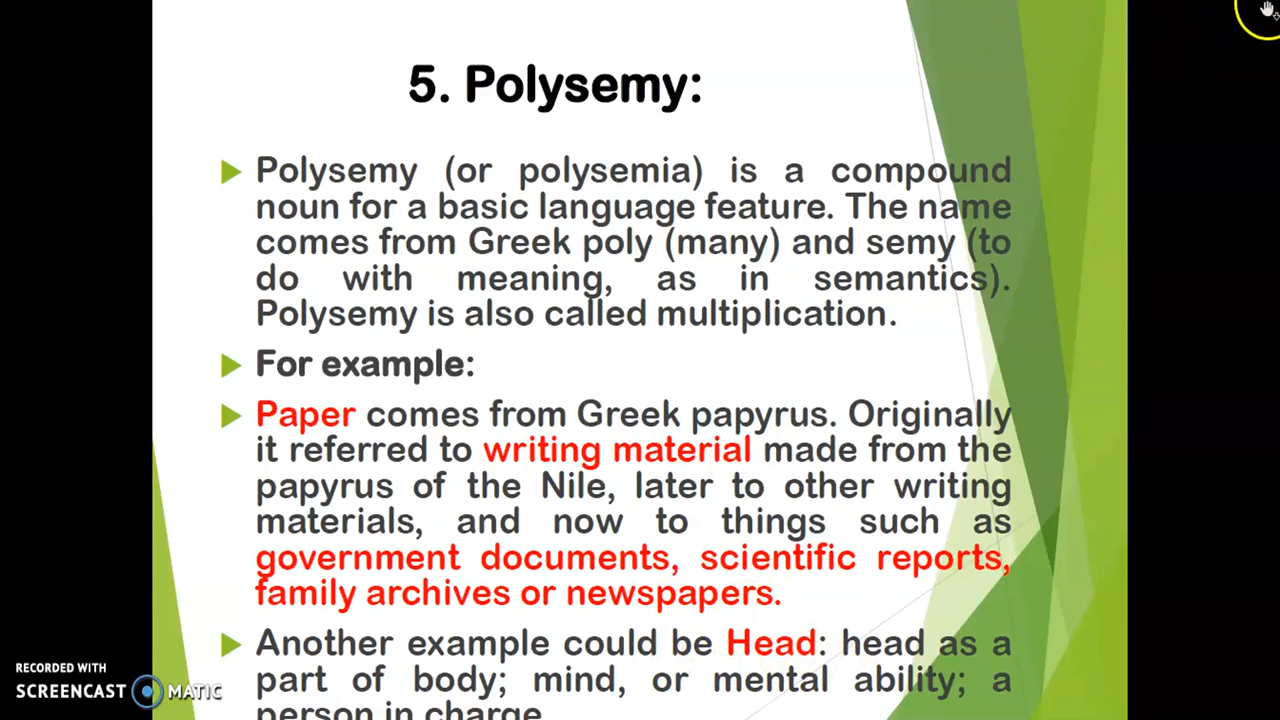 5. Polysemy:
Polysemy (or polysemia) is a compound
noun for a basic language feature. The name
comes from Greek poly (many) and semy (to
do with meaning, as in semantics).
Polysemy is also called multiplication.
For example:
Paper comes from Greek papyrus. Originally
it referred to writing material made from the
papyrus of the Nile, later to other writing
materials, and now to things such as
government documents, scientific reports,
family archives or newspapers.
Another example could be Head: head as a
part of body; mind, or mental ability; a
person in charge
RECORDED WITH
SCREENCAST MATIC